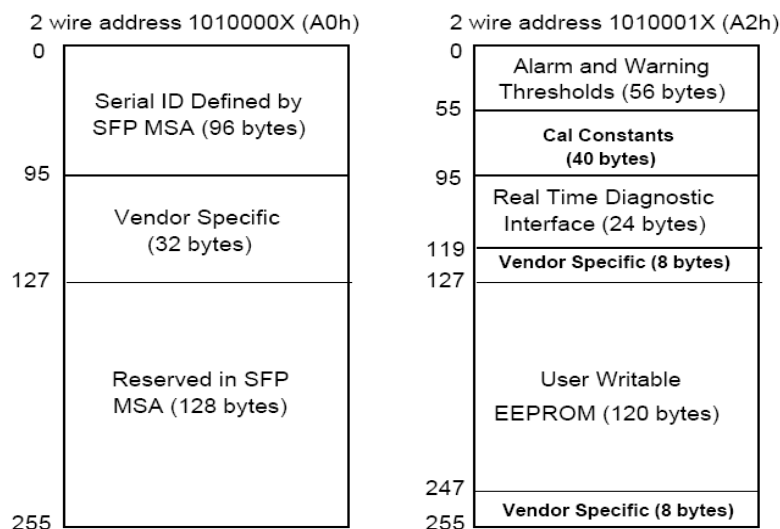 2 wire address 1010000X (A0h)
0
Serial ID Defined by
SFP MSA (96 bytes)
95
Vendor Specific
(32 bytes)
127
Reserved in SFP
MSA (128 bytes)
255
2 wire address 1010001X (A2h)
0
Alarm and Warning
Thresholds (56 bytes)
55
Cal Constants
(40 bytes)
95
Real Time Diagnostic
Interface (24 bytes)
119
Vendor Specific (8 bytes)
127
User Writable
EEPROM (120 bytes)
247
Vendor Specific (8 bytes)
255